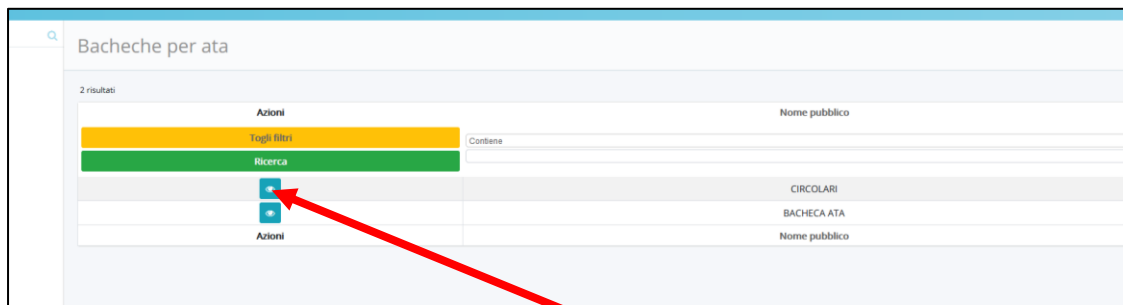 Bacheche per ata
2 risultati
Azioni Nome pubblico
Togli filtri Contiene
Ricerca
CIRCOLARI
BACHECA ATA
Azioni Nome pubblico